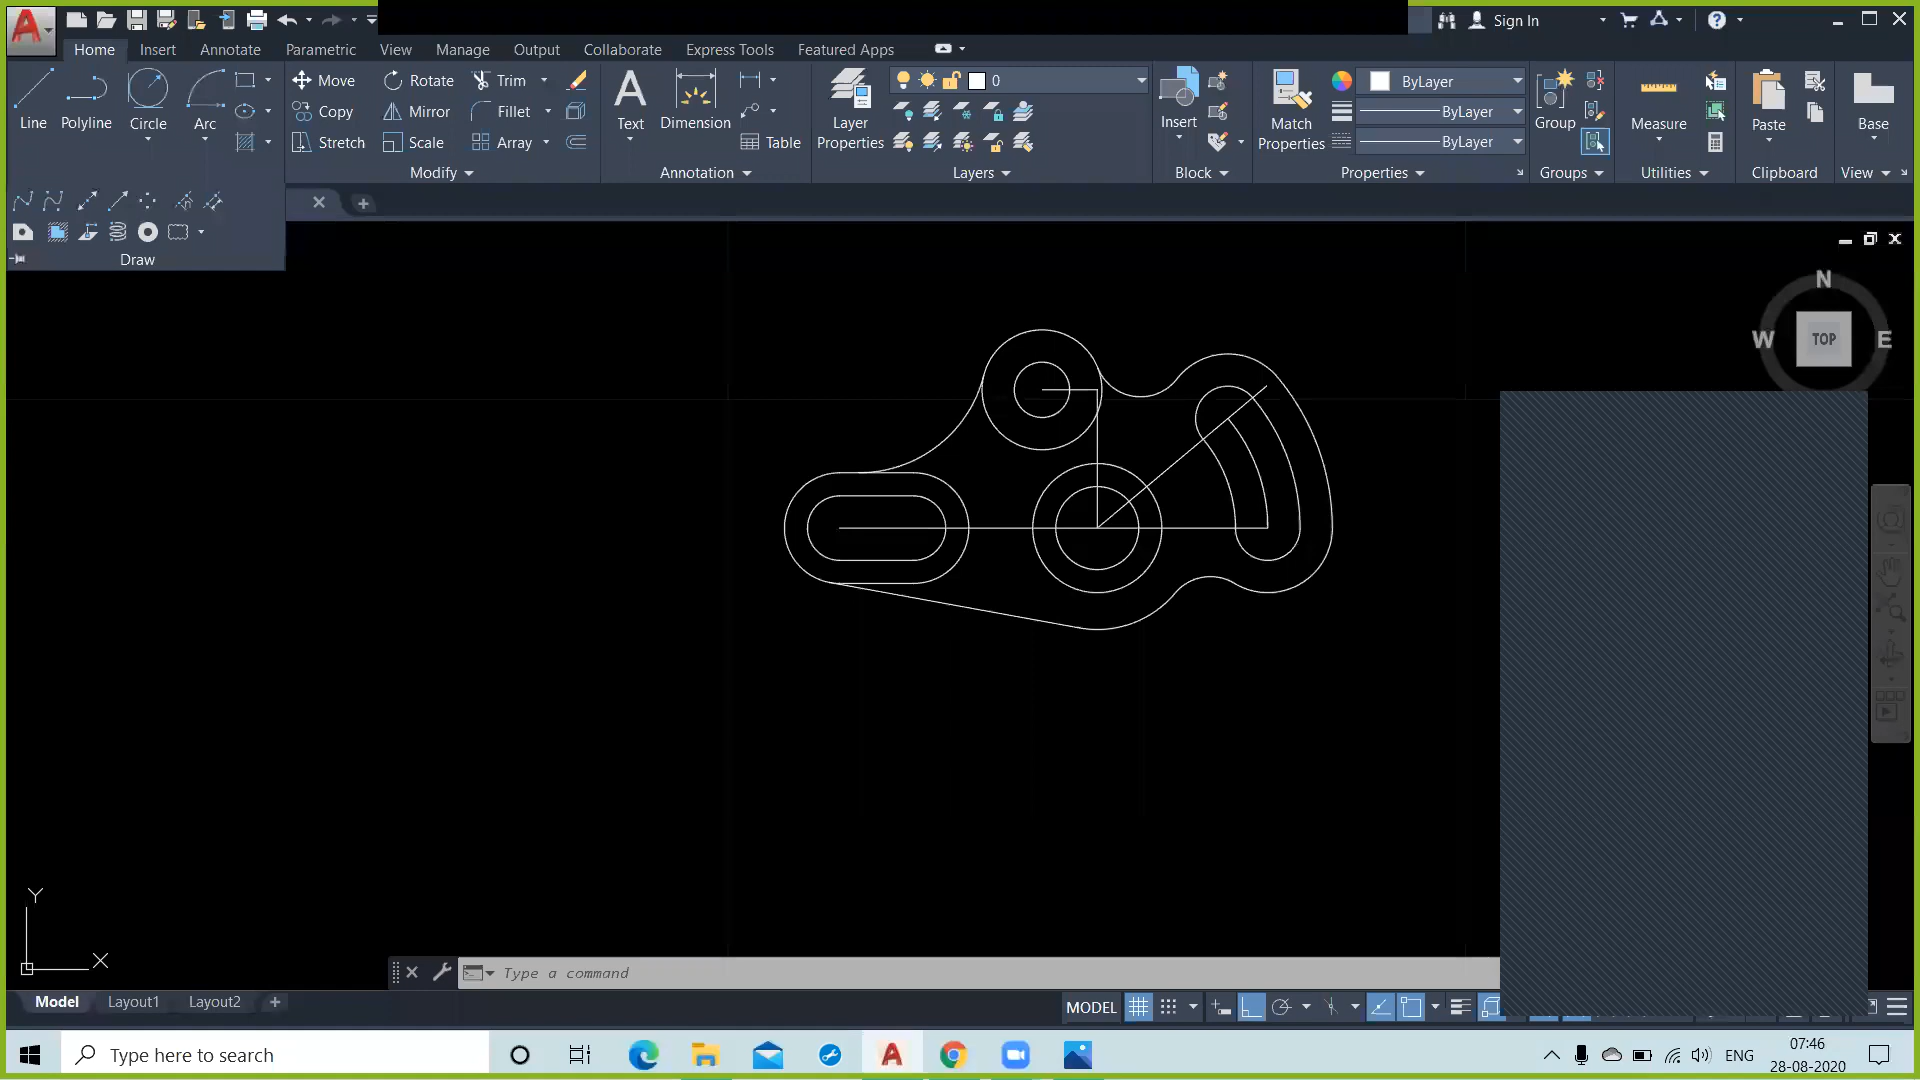 A
Sign In
Home Insert Annotate Parametric View Manage Output Collaborate Express Tools Featured Apps
Line Polyline Circle Arc
Move Rotate Trim
Copy Mirror Fillet
Stretch Scale Array
Modify
Text Dimension Table
Annotation
Layer Properties
0
Layers
Insert
Block
Match Properties
ByLayer
ByLayer
ByLayer
Properties
Group
Groups
Measure
Utilities
Paste
Clipboard
Base
View
Draw
N
W TOP E
Y
X
Type a command
Model Layout1 Layout2
MODEL
Type here to search
A
ENG
07:46
28-08-2020